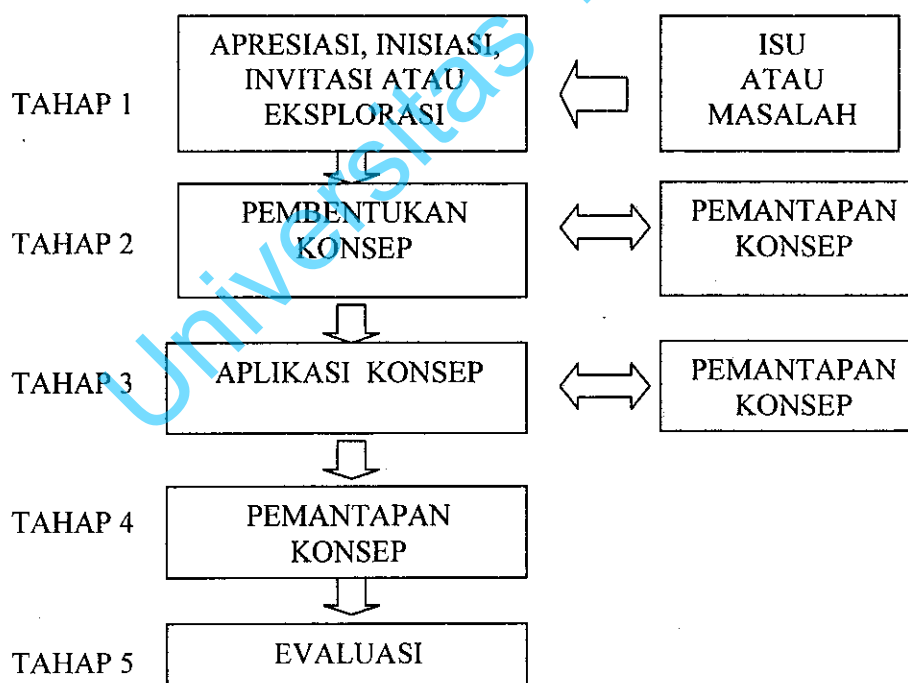 TAHAP 1
APRESIASI, INISIASI,
INVITASI ATAU
EKSPLORASI
ISU
ATAU
MASALAH
TAHAP 2
PEMBENTUKAN
KONSEP
PEMANTAPAN
KONSEP
TAHAP 3
APLIKASI KONSEP
PEMANTAPAN
KONSEP
TAHAP 4
PEMANTAPAN
KONSEP
TAHAP 5
EVALUASI
Universitas